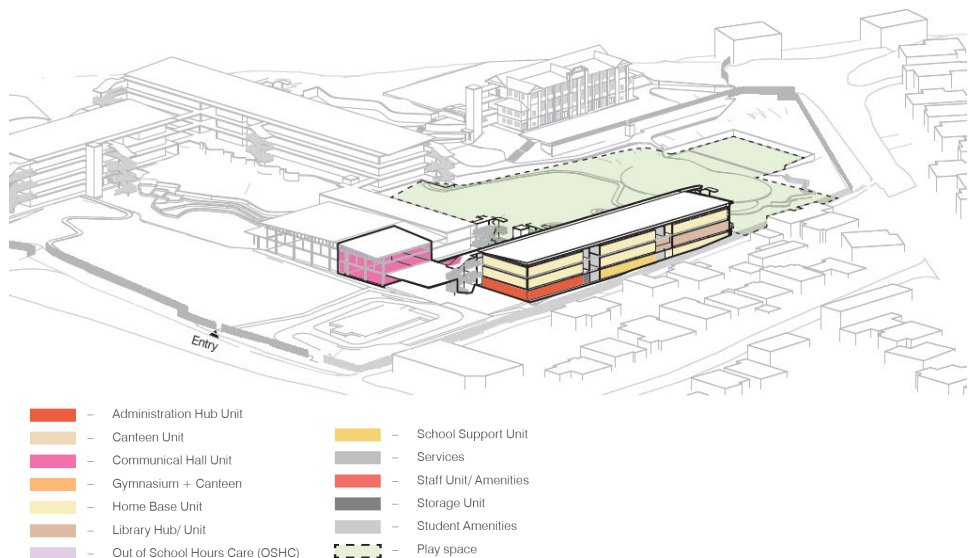 Entry
– Administration Hub Unit
– Canteen Unit
– Communical Hall Unit
– Gymnasium + Canteen
– Home Base Unit
– Library Hub/ Unit
– Out of School Hours Care (OSHC)
– School Support Unit
– Services
– Staff Unit/ Amenities
– Storage Unit
– Student Amenities
– Play space